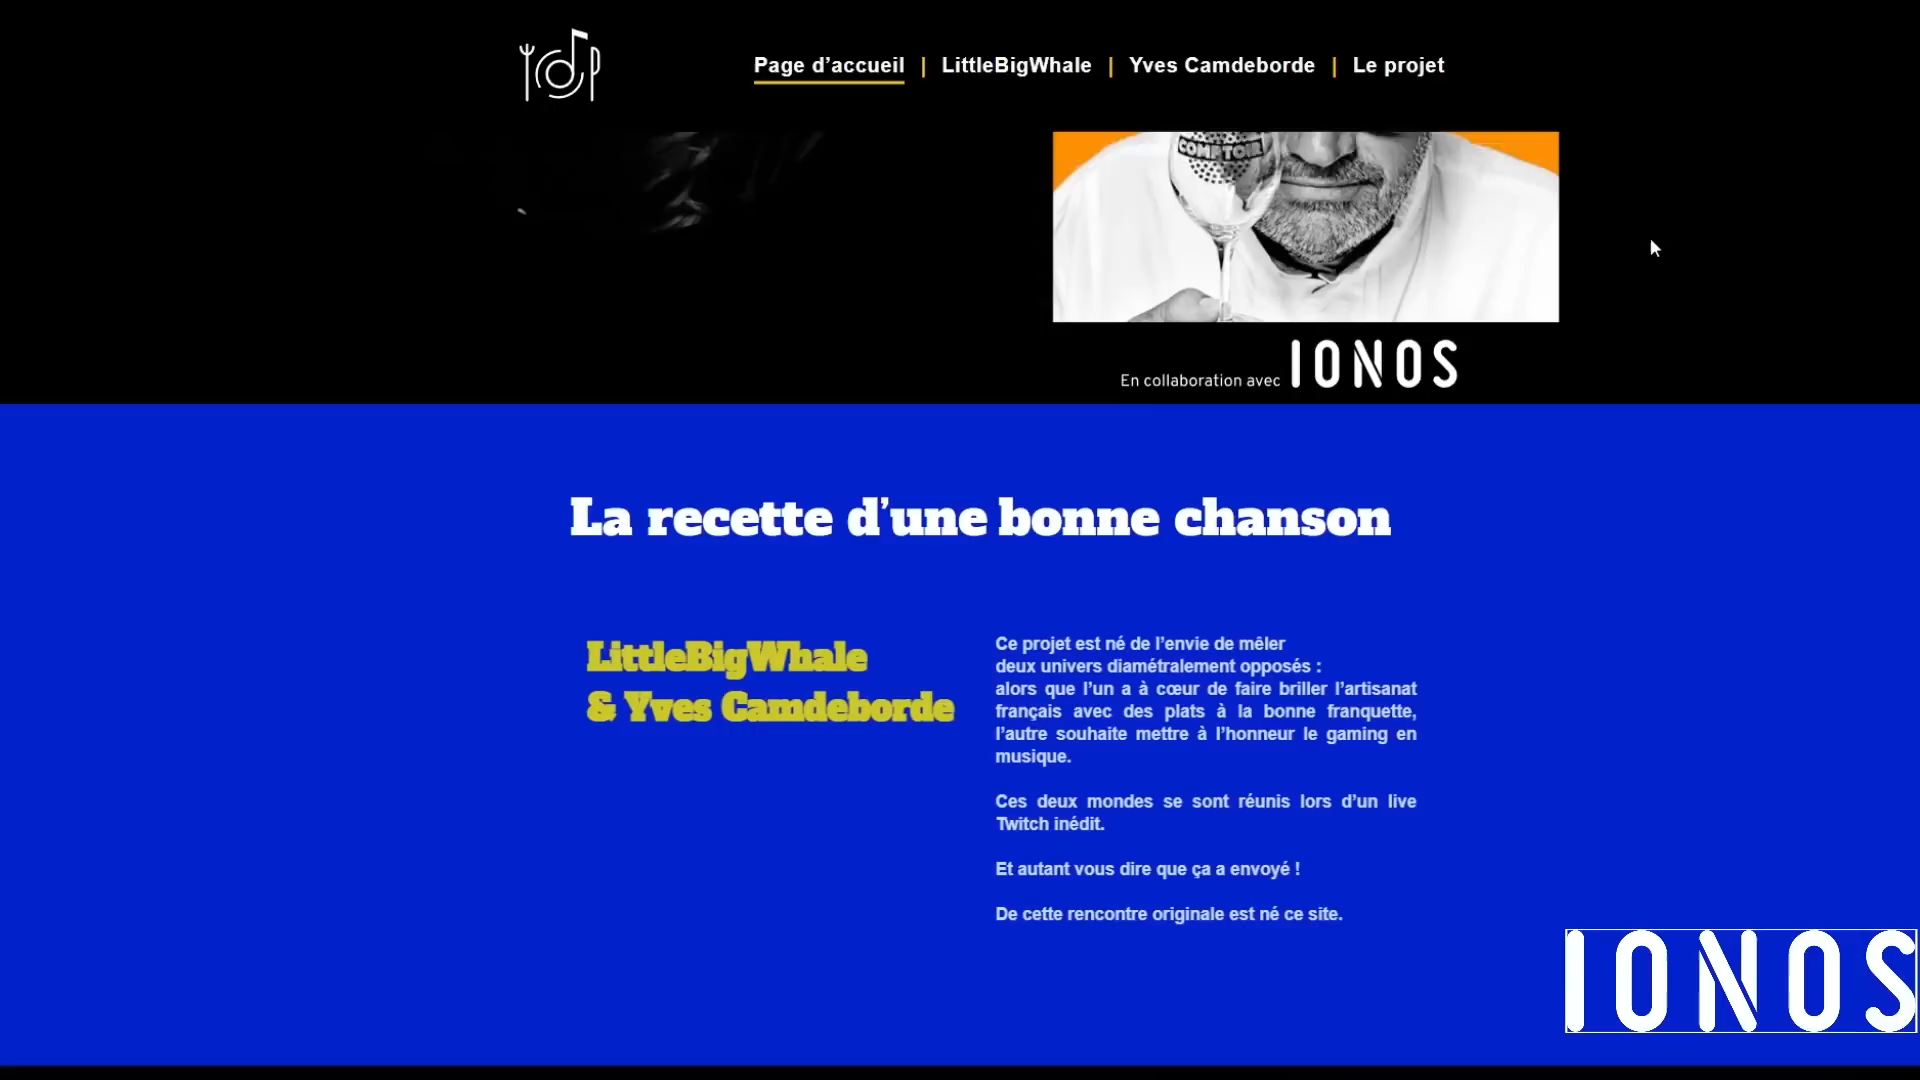 Page d’accueil | LittleBigWhale | Yves Camdeborde | Le projet
COMPTOIR
En collaboration avec IONOS
La recette d’une bonne chanson
LittleBigWhale
& Yves Camdeborde
Ce projet est né de l’envie de mêler
deux univers diamétralement opposés :
alors que l’un a à cœur de faire briller l’artisanat
français avec des plats à la bonne franquette,
l’autre souhaite mettre à l’honneur le gaming en
musique.
Ces deux mondes se sont réunis lors d’un live
Twitch inédit.
Et autant vous dire que ça a envoyé !
De cette rencontre originale est né ce site.
IONOS